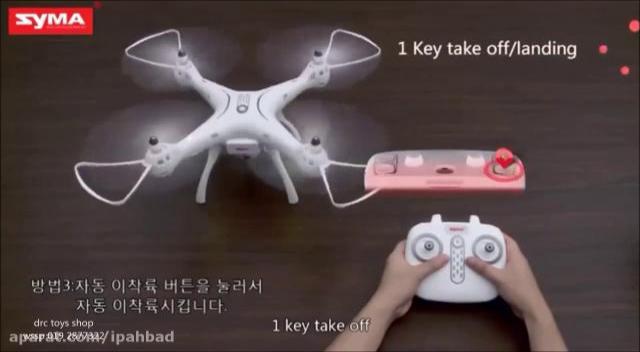 SYMA
1 Key take off/landing
방법3:자동 이착륙 버튼을 눌러서
자동 이착륙시킵니다.
1 key take off
drc toys shop
aparat.com/ipahbad